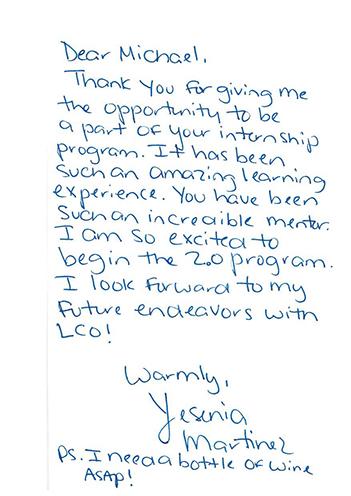 Dear Michael,
Thank you for giving me
the opportunity to be
a part of your internship
program. It has been
such an amazing learning
experience. You have been
such an incredible mentor.
I am so excited to
begin the 2.0 program.
I look forward to my
future endeavors with
LCO!
Warmly,
Yesenia
Martinez
PS. I need a bottle of wine
ASAP!